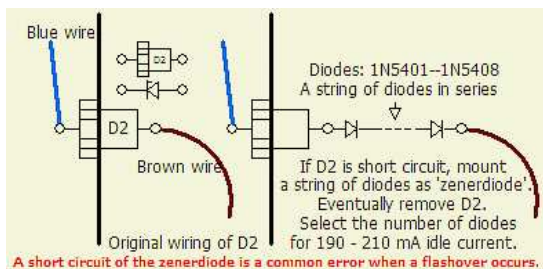 Blue wire
D2
Diodes: 1N5401--1N5408
A string of diodes in series
D2
Brown wire
If D2 is short circuit, mount
a string of diodes as 'zenerdiode'.
Eventually remove D2.
Select the number of diodes
for 190 - 210 mA idle current.
Original wiring of D2
A short circuit of the zenerdiode is a common error when a flashover occurs.